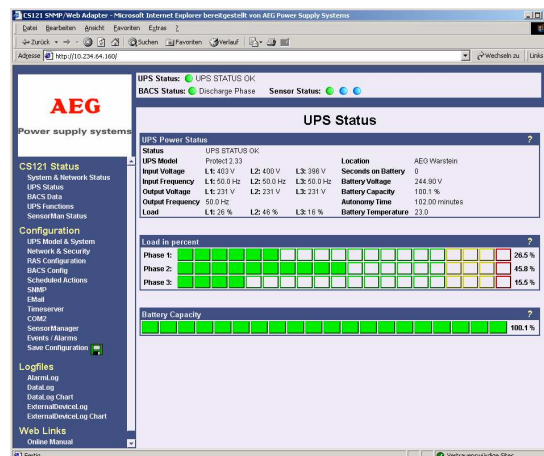 CS121 SNMP/Web Adapter - Microsoft Internet Explorer bereitgestellt von AEG Power Supply Systems
Datei Bearbeiten Ansicht Favoriten Extras ?
Zurück Suchen Favoriten Verlauf
Adresse http://10.234.64.160/ Wechseln zu Links
AEG
Power supply systems
CS121 Status
System & Network Status
UPS Status
BACS Data
UPS Functions
SensorMan Status
Configuration
UPS Model & System
Network & Security
RAS Configuration
BACS Config
Scheduled Actions
SNMP
EMail
Timeserver
COM2
SensorManager
Events / Alarms
Save Configuration
Logfiles
AlarmLog
DataLog
DataLog Chart
ExternalDeviceLog
ExternalDeviceLog Chart
Web Links
Online Manual
UPS Status: UPS STATUS OK
BACS Status: Discharge Phase Sensor Status:
UPS Status
UPS Power Status ?
Status UPS STATUS OK
UPS Model Protect 2.33 Location AEG Warstein
Input Voltage L1: 403 V L2: 400 V L3: 396 V Seconds on Battery 0
Input Frequency L1: 50.0 Hz L2: 50.0 Hz L3: 50.0 Hz Battery Voltage 244.90 V
Output Voltage L1: 231 V L2: 231 V L3: 231 V Battery Capacity 100.1 %
Output Frequency 50.0 Hz Autonomy Time 102.00 minutes
Load L1: 26 % L2: 46 % L3: 16 % Battery Temperature 23.0
Load in percent ?
Phase 1: 26.5 %
Phase 2: 45.8 %
Phase 3: 15.5 %
Battery Capacity ?
100.1 %
Fertig Vertrauenswürdige Sites